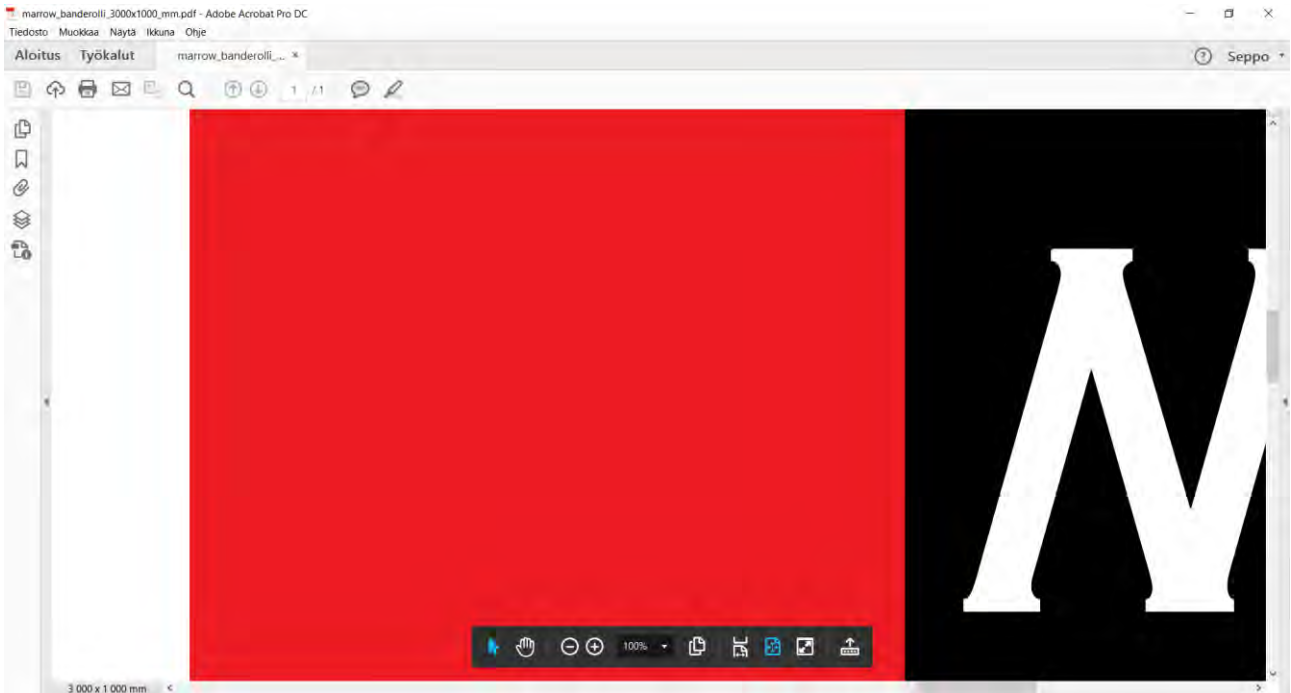 marrow_banderolli_3000x1000_mm.pdf - Adobe Acrobat Pro DC
Tiedosto Muokkaa Näytä Ikkuna Ohje
Aloitus Työkalut marrow_banderolli_... × Seppo
1 / 1
M
100%
3 000 x 1 000 mm